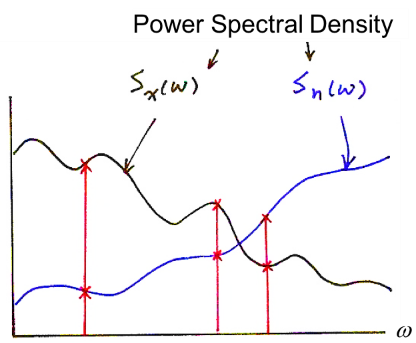 Power Spectral Density
Sx(ω) Sn(ω)
ω